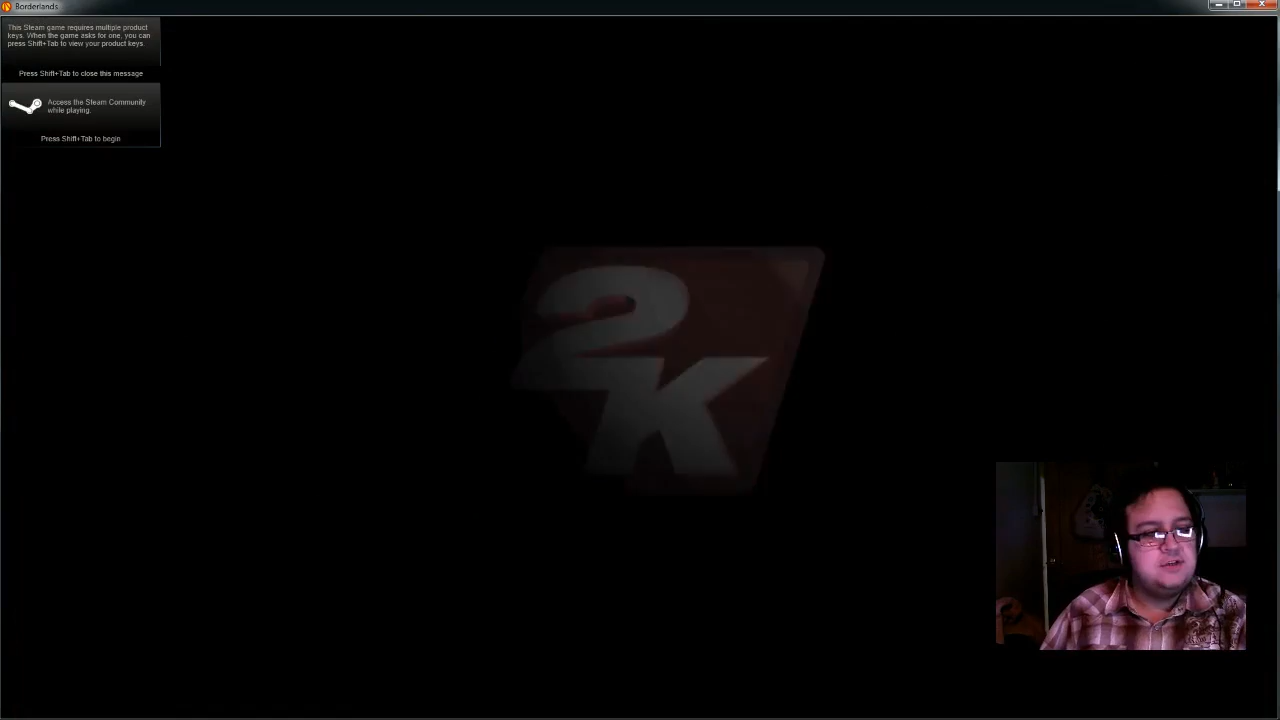 Borderlands
This Steam game requires multiple product
keys. When the game asks for one, you can
press Shift+Tab to view your product keys.
Press Shift+Tab to close this message
Access the Steam Community
while playing.
Press Shift+Tab to begin
2K